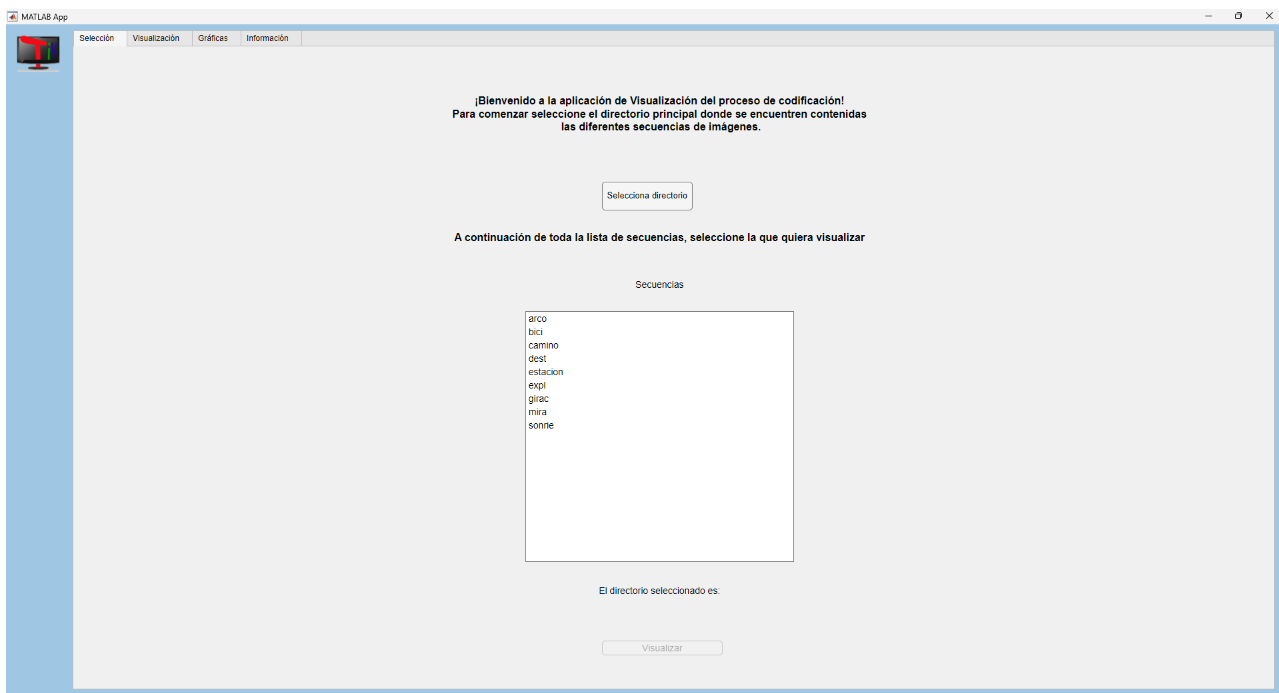 MATLAB App
Selección Visualización Gráficas Información
Ti
¡Bienvenido a la aplicación de Visualización del proceso de codificación!
Para comenzar seleccione el directorio principal donde se encuentren contenidas
las diferentes secuencias de imágenes.
Selecciona directorio
A continuación de toda la lista de secuencias, seleccione la que quiera visualizar
Secuencias
arco
bici
camino
dest
estacion
expl
girac
mira
sonrie
El directorio seleccionado es:
Visualizar